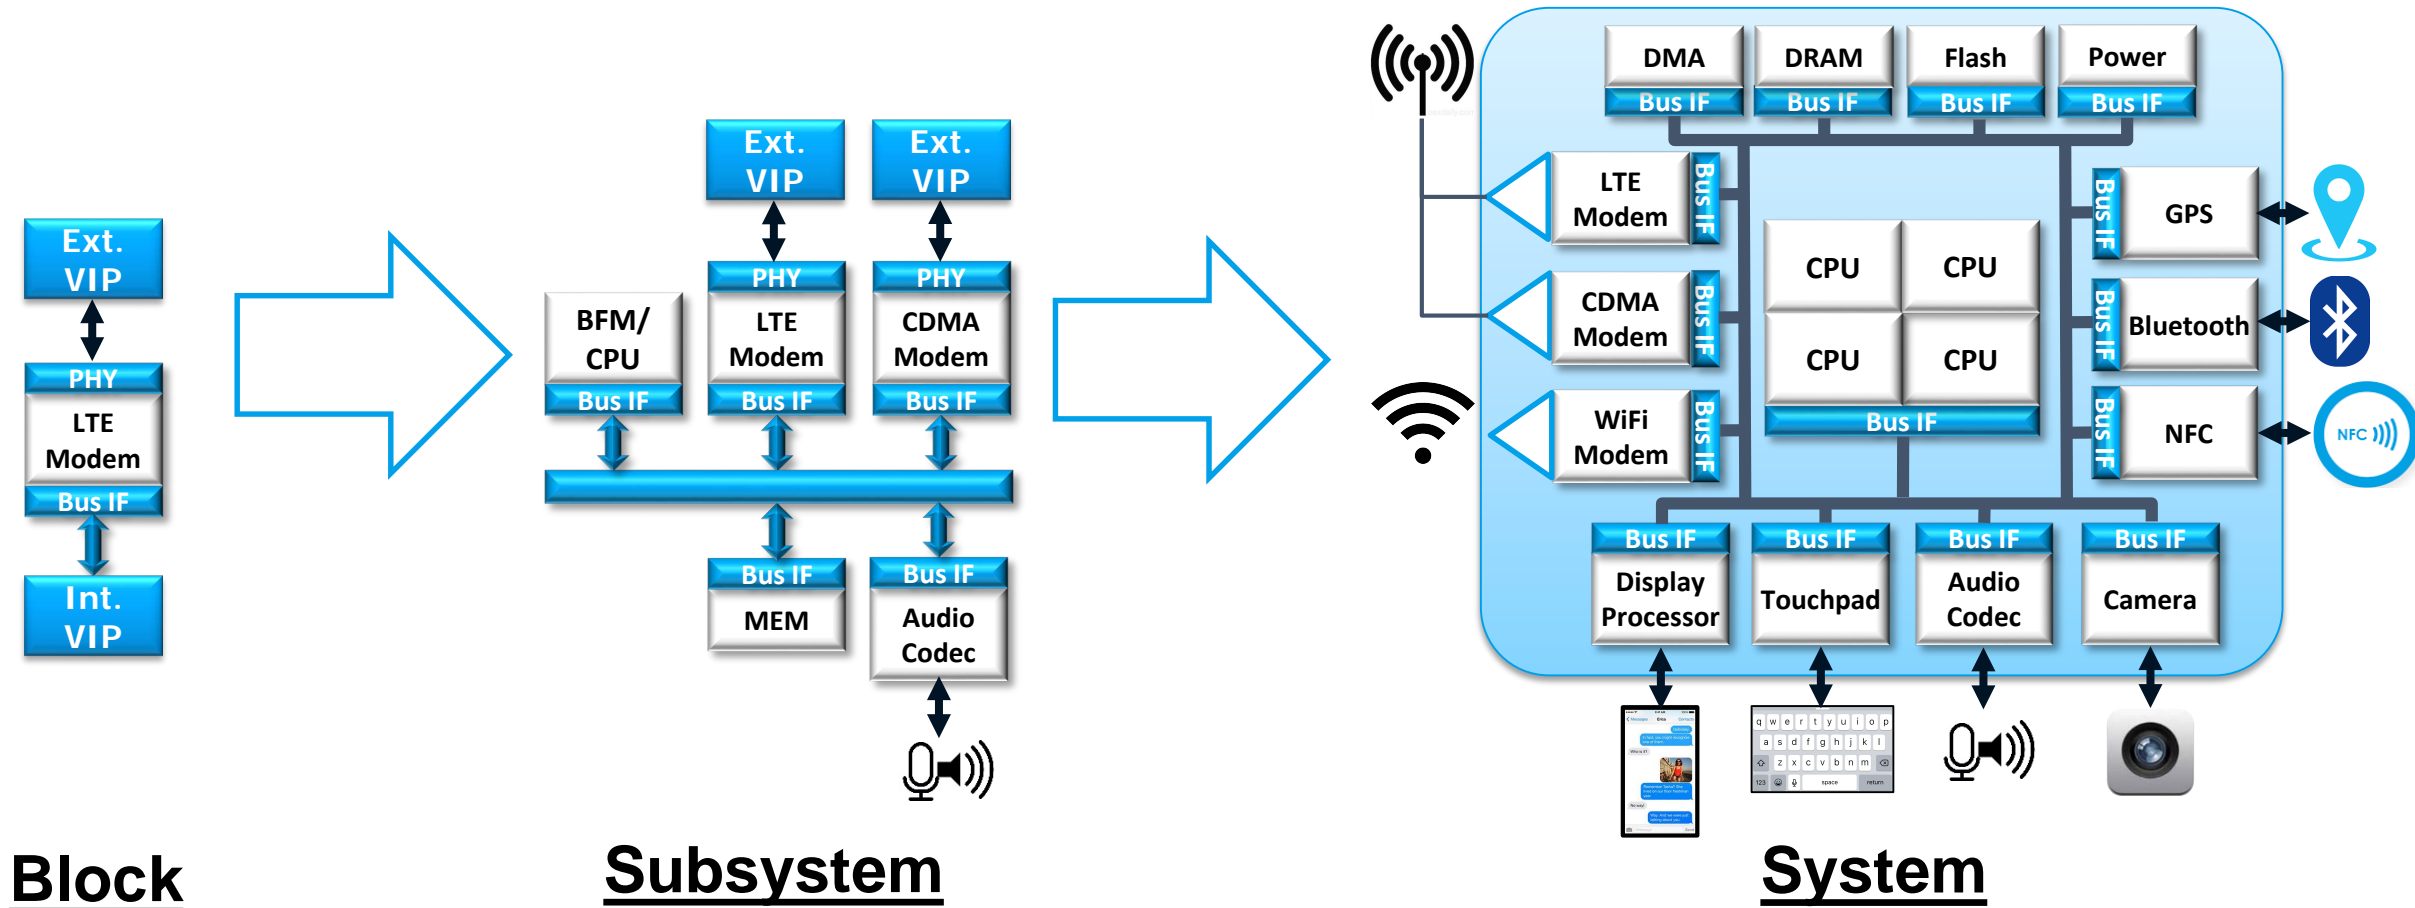 Ext.
VIP
PHY
LTE
Modem
Bus IF
Int.
VIP
Block
Ext.
VIP
Ext.
VIP
BFM/
CPU
Bus IF
PHY
LTE
Modem
Bus IF
PHY
CDMA
Modem
Bus IF
Bus IF
MEM
Bus IF
Audio
Codec
Subsystem
DMA
Bus IF
DRAM
Bus IF
Flash
Bus IF
Power
Bus IF
LTE
Modem
Bus IF
CDMA
Modem
Bus IF
WiFi
Modem
Bus IF
CPU
CPU
CPU
CPU
Bus IF
Bus IF
GPS
Bus IF
Bluetooth
Bus IF
NFC
NFC
Bus IF
Display
Processor
Bus IF
Touchpad
Bus IF
Audio
Codec
Bus IF
Camera
q w e r t y u i o p
a s d f g h j k l
z x c v b n m
123 space return
System